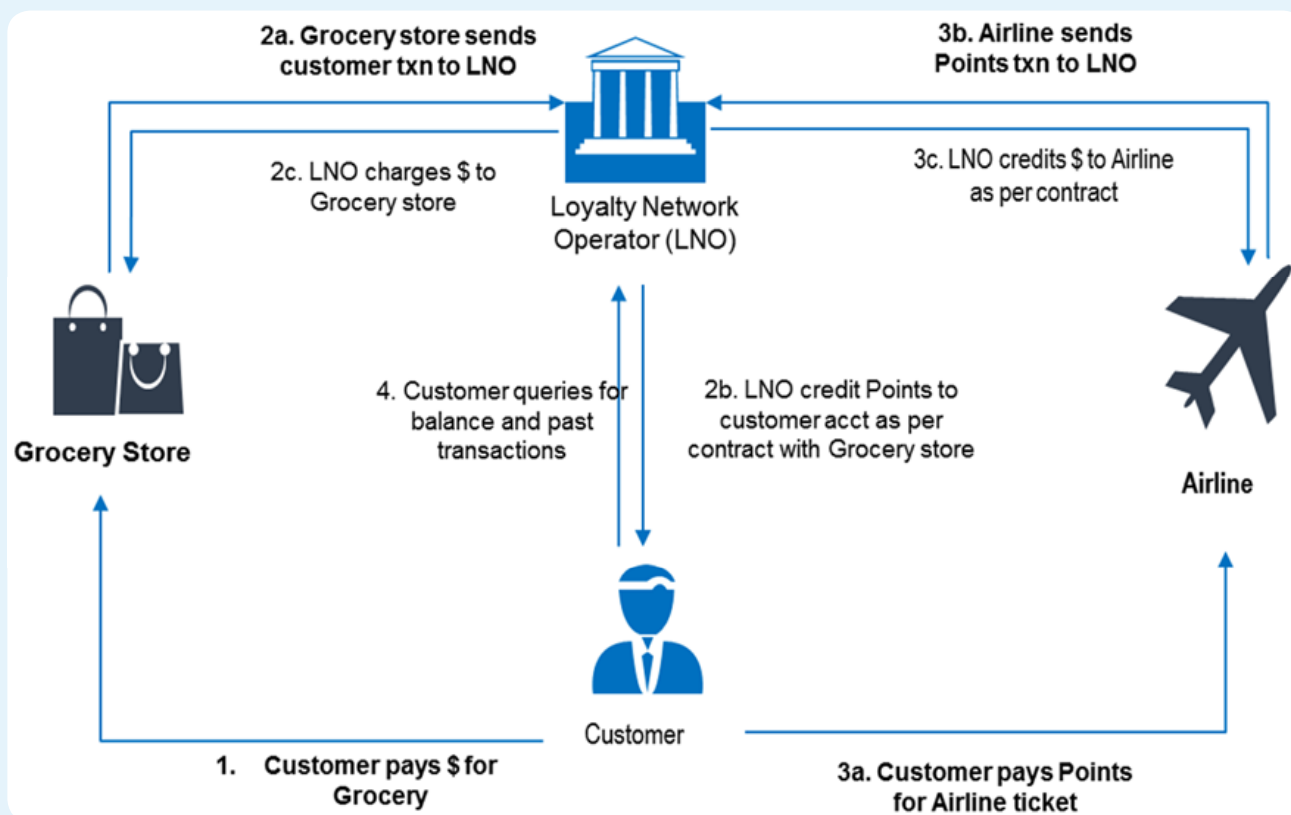 2a. Grocery store sends
customer txn to LNO
3b. Airline sends
Points txn to LNO
2c. LNO charges $ to
Grocery store
3c. LNO credits $ to Airline
as per contract
Loyalty Network
Operator (LNO)
4. Customer queries for
balance and past
transactions
2b. LNO credit Points to
customer acct as per
contract with Grocery store
Grocery Store
Airline
Customer
1. Customer pays $ for
Grocery
3a. Customer pays Points
for Airline ticket